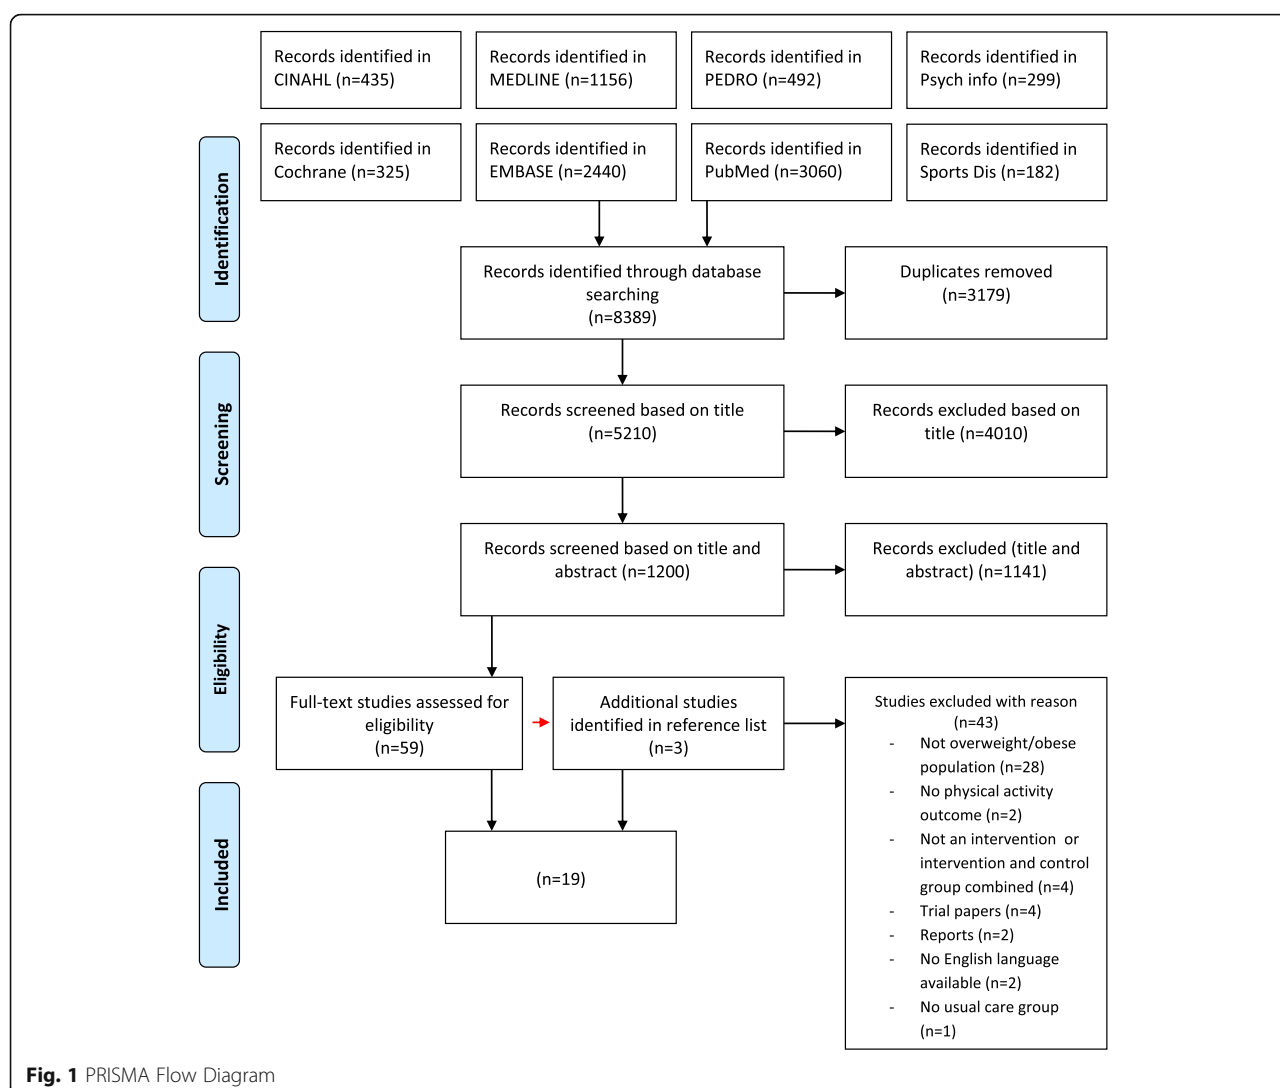 Records identified in
CINAHL (n=435)
Records identified in
MEDLINE (n=1156)
Records identified in
PEDRO (n=492)
Records identified in
Psych info (n=299)
Records identified in
Cochrane (n=325)
Records identified in
EMBASE (n=2440)
Records identified in
PubMed (n=3060)
Records identified in
Sports Dis (n=182)
Identification
Records identified through database
searching
(n=8389)
Duplicates removed
(n=3179)
Screening
Records screened based on title
(n=5210)
Records excluded based on
title (n=4010)
Records screened based on title and
abstract (n=1200)
Records excluded (title and
abstract) (n=1141)
Eligibility
Full-text studies assessed for
eligibility
(n=59)
Additional studies
identified in reference list
(n=3)
Studies excluded with reason
(n=43)
- Not overweight/obese
population (n=28)
- No physical activity
outcome (n=2)
- Not an intervention or
intervention and control
group combined (n=4)
- Trial papers (n=4)
- Reports (n=2)
- No English language
available (n=2)
- No usual care group
(n=1)
Included
(n=19)
Fig. 1 PRISMA Flow Diagram